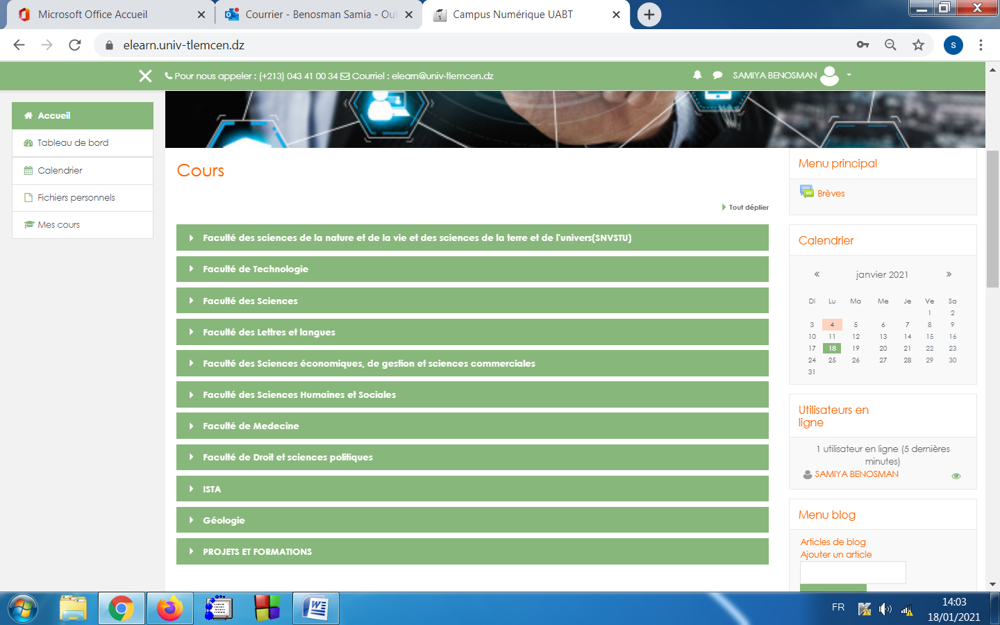 Microsoft Office Accueil
Courrier - Benosman Samia - Out
Campus Numérique UABT
elearn.univ-tlemcen.dz
S
Pour nous appeler : (+213) 043 41 00 34 Courriel : elearn@univ-tlemcen.dz
SAMIYA BENOSMAN
Accueil
Tableau de bord
Calendrier
Fichiers personnels
Mes cours
Cours
Tout déplier
Faculté des sciences de la nature et de la vie et des sciences de la terre et de l'univers(SNVSTU)
Faculté de Technologie
Faculté des Sciences
Faculté des Lettres et langues
Faculté des Sciences économiques, de gestion et sciences commerciales
Faculté des Sciences Humaines et Sociales
Faculté de Medecine
Faculté de Droit et sciences politiques
ISTA
Géologie
PROJETS ET FORMATIONS
Menu principal
Brèves
Calendrier
« janvier 2021 »
Di Lu Ma Me Je Ve Sa
1 2
3 4 5 6 7 8 9
10 11 12 13 14 15 16
17 18 19 20 21 22 23
24 25 26 27 28 29 30
31
Utilisateurs en
ligne
1 utilisateur en ligne (5 dernières
minutes)
SAMIYA BENOSMAN
Menu blog
Articles de blog
Ajouter un article
FR
14:03
18/01/2021